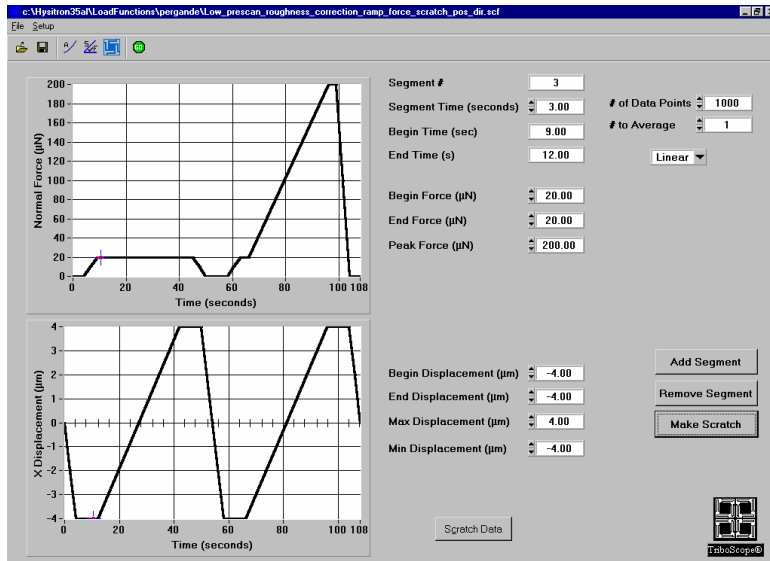 c:\Hysitron35al\LoadFunctions\pergande\Low_prescan_roughness_correction_ramp_force_scratch_pos_dir.scf
File Setup
GO
Segment # 3
Segment Time (seconds) 3.00
Begin Time (sec) 9.00
End Time (s) 12.00
Begin Force (µN) 20.00
End Force (µN) 20.00
Peak Force (µN) 200.00
# of Data Points 1000
# to Average 1
Linear
Normal Force (µN)
200
180
160
140
120
100
80
60
40
20
0
0 20 40 60 80 100 108
Time (seconds)
X Displacement (µm)
4
3
2
1
0
-1
-2
-3
-4
0 20 40 60 80 100 108
Time (seconds)
Begin Displacement (µm) -4.00
End Displacement (µm) -4.00
Max Displacement (µm) 4.00
Min Displacement (µm) -4.00
Add Segment
Remove Segment
Make Scratch
Scratch Data
TriboScope®